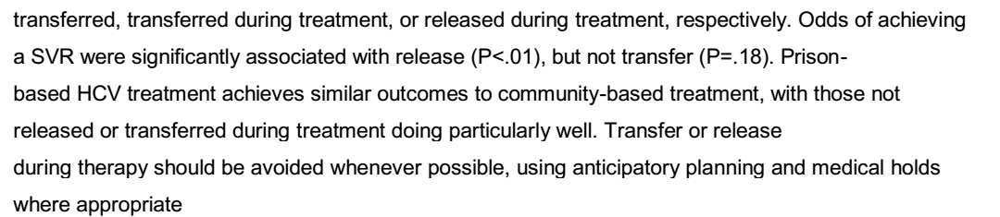 transferred, transferred during treatment, or released during treatment, respectively. Odds of achieving
a SVR were significantly associated with release (P<.01), but not transfer (P=.18). Prison-
based HCV treatment achieves similar outcomes to community-based treatment, with those not
released or transferred during treatment doing particularly well. Transfer or release
during therapy should be avoided whenever possible, using anticipatory planning and medical holds
where appropriate